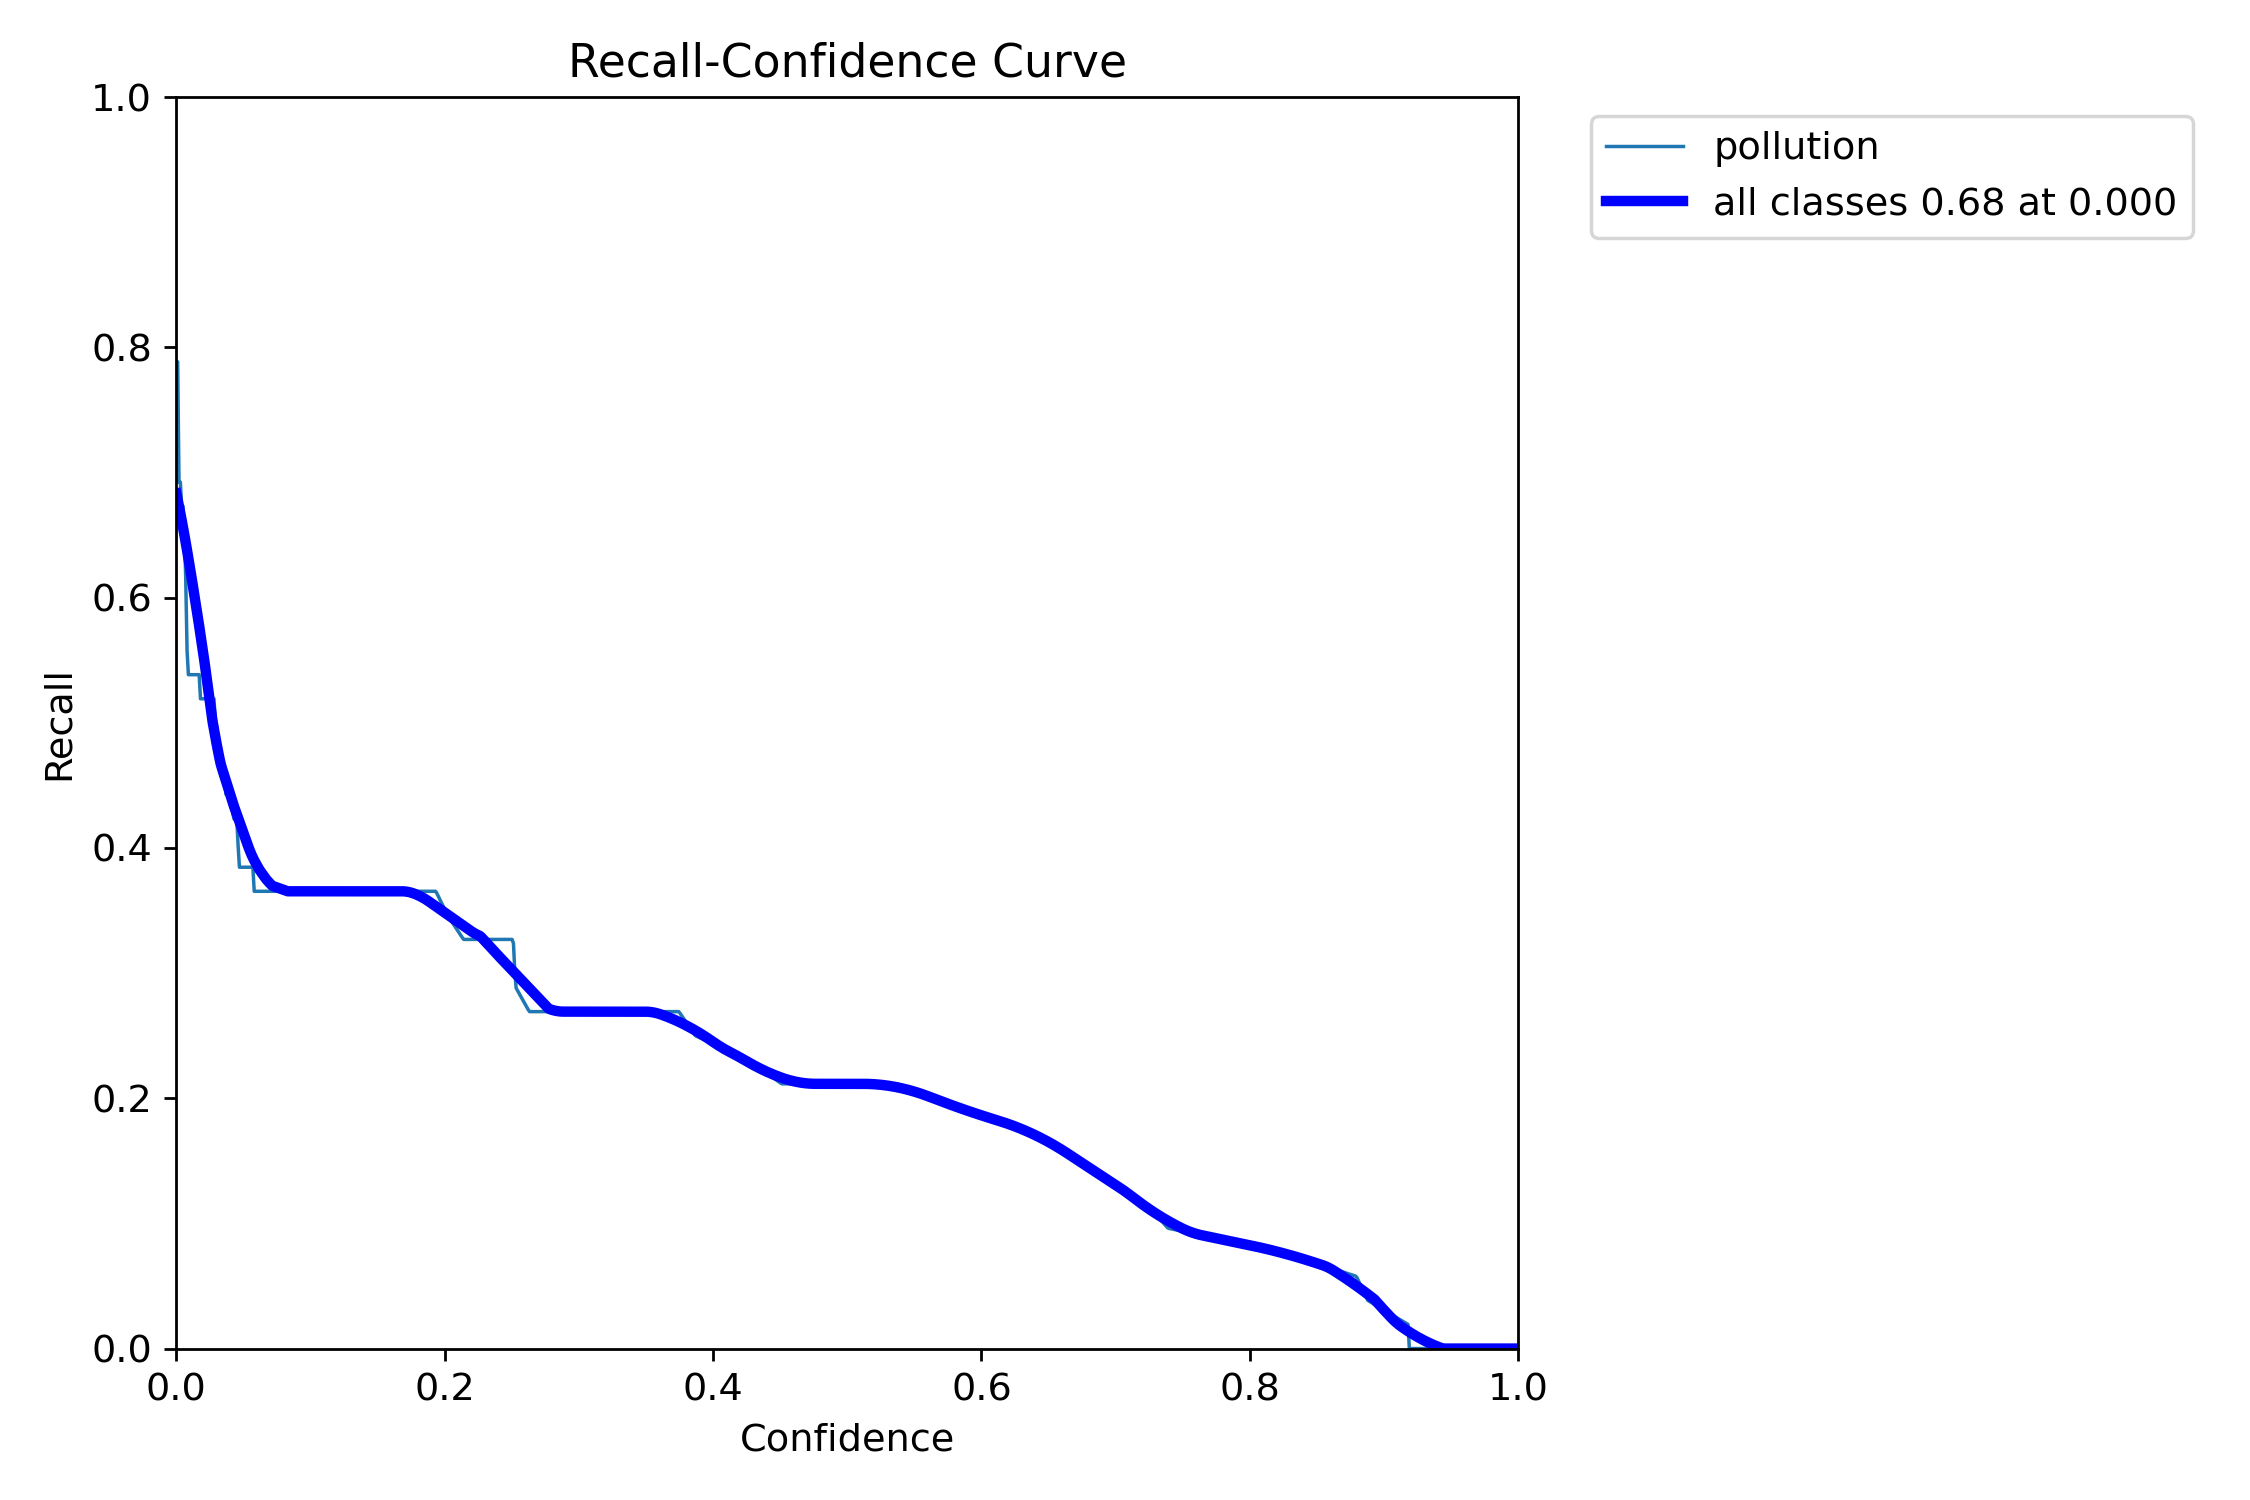 Recall-Confidence Curve
1.0
0.8
0.6
0.4
0.2
0.0
Recall
0.0 0.2 0.4 0.6 0.8 1.0
Confidence
pollution
all classes 0.68 at 0.000